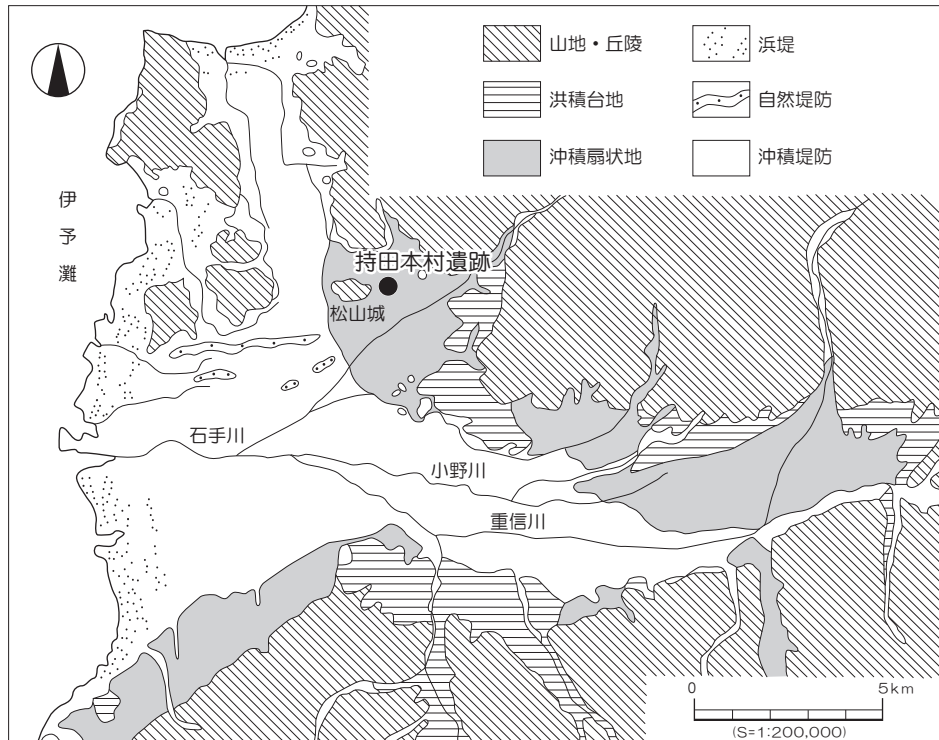 山地・丘陵
浜堤
洪積台地
自然堤防
沖積扇状地
沖積堤防
伊予灘
持田本村遺跡
松山城
石手川
小野川
重信川
0 5km
(S=1:200,000)